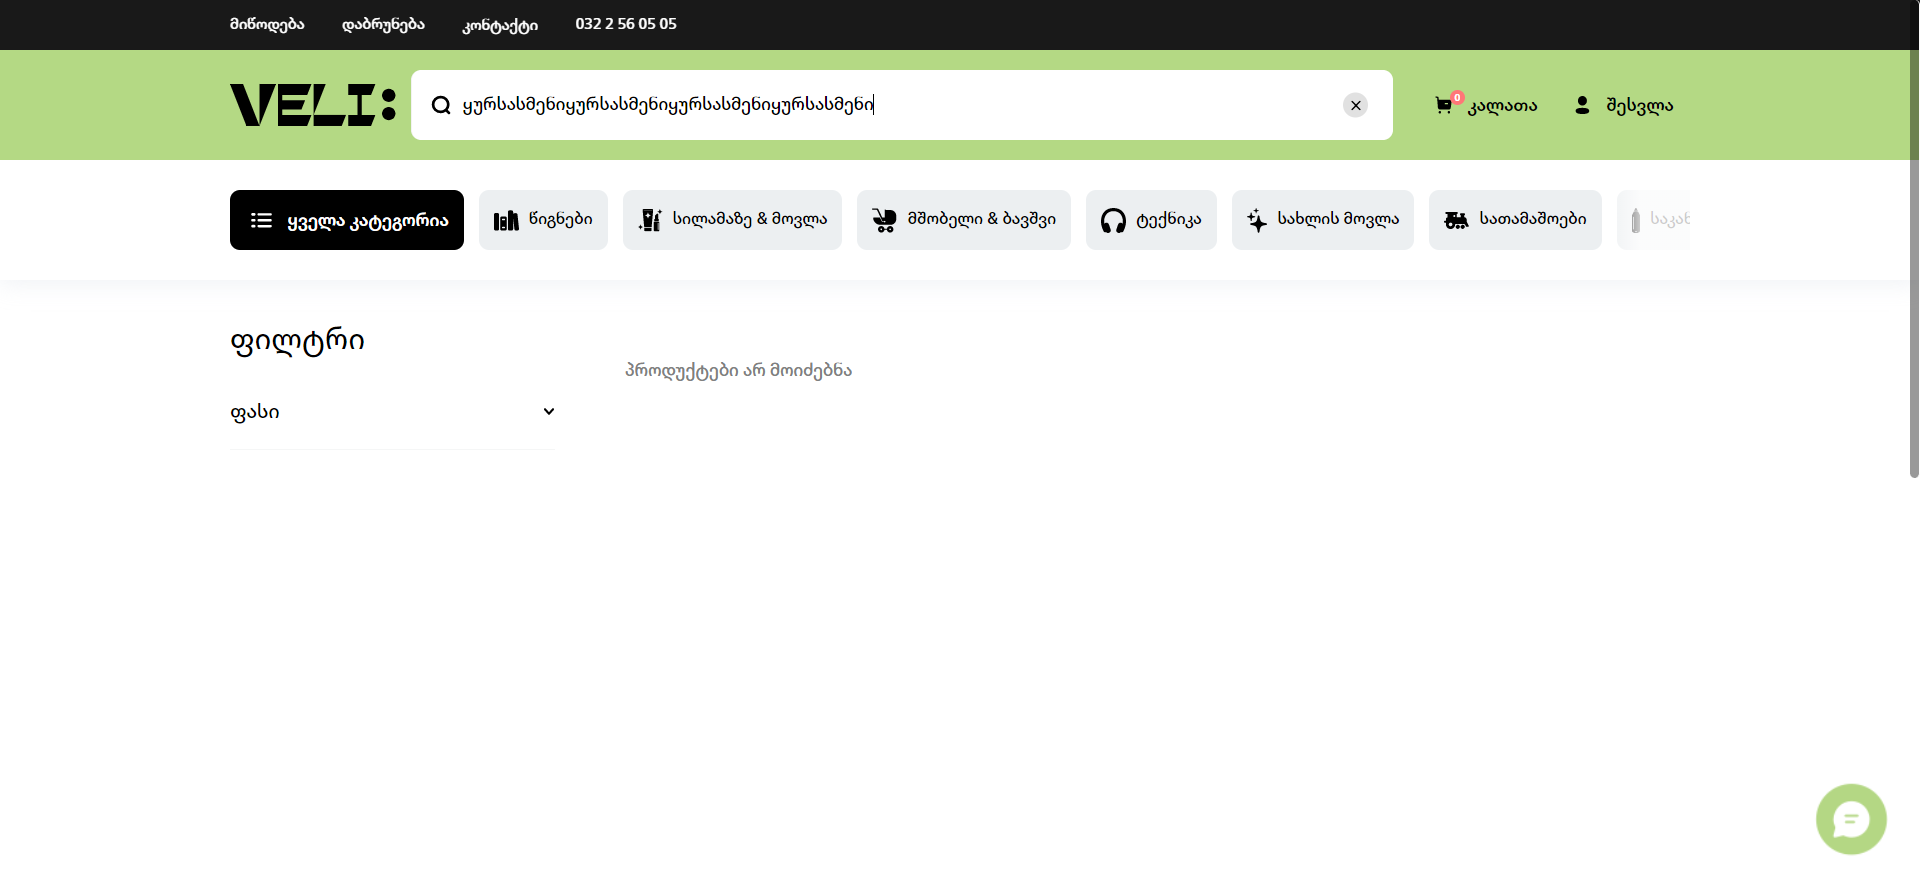 მიწოდება დაბრუნება კონტაქტი 032 2 56 05 05
VELI:
ყურსასმენიყურსასმენიყურსასმენიყურსასმენი
0 კალათა შესვლა
ყველა კატეგორია წიგნები სილამაზე & მოვლა მშობელი & ბავშვი ტექნიკა სახლის მოვლა სათამაშოები
ფილტრი
პროდუქტები არ მოიძებნა
ფასი